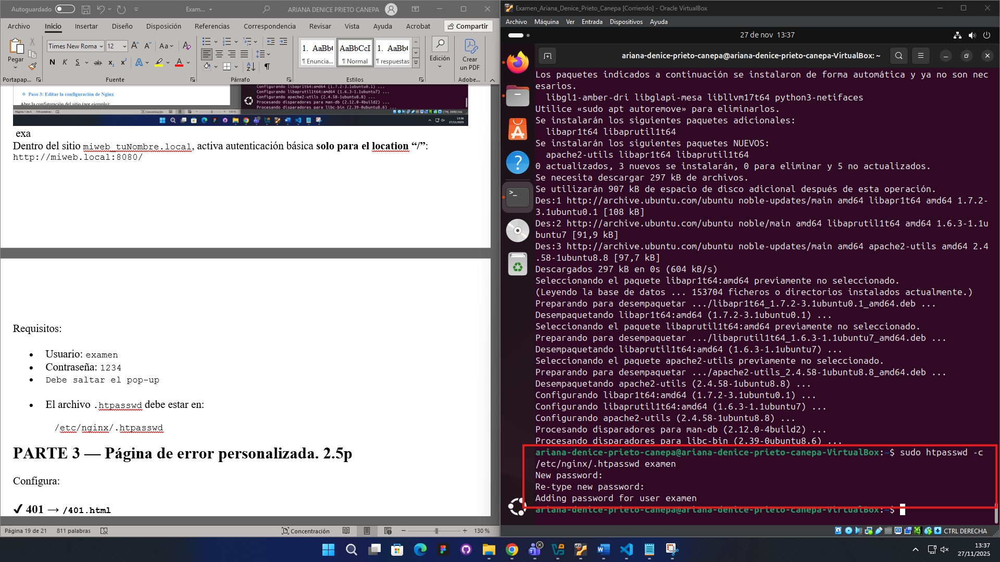 Autoguardado
Exam...
ARIANA DENICE PRIETO CANEPA
Archivo Inicio Insertar Diseño Disposición Referencias Correspondencia Revisar Vista Ayuda Acrobat Compartir
Pegar
Times New Roma 12
N K S ab x₂ x²
1. AaBb( AaBbCcI 1. AaBb(
¶ Enuncia... ¶ Normal ¶ respuestas
Edición
Crear
un PDF
Portapap... Fuente Párrafo Estilos Adobe...
Paso 3: Editar la configuración de Nginx
Abre la configuración del sitio (por ejemplo):
Configurando libapr1t64:amd64 (1.7.2-3.1ubuntu0.1) ...
Configurando libaprutil1t64:amd64 (1.6.3-1.1ubuntu7) ...
Configurando apache2-utils (2.4.58-1ubuntu8.8) ...
Procesando disparadores para man-db (2.12.0-4build2) ...
Procesando disparadores para libc-bin (2.39-0ubuntu8.6) ...
Concentración
130 %
CTRL DERECHA
13:36
27/11/2025
exa
Dentro del sitio miweb_tuNombre.local, activa autenticación básica solo para el location “/”:
http://miweb.local:8080/
Requisitos:
• Usuario: examen
• Contraseña: 1234
• Debe saltar el pop-up
• El archivo .htpasswd debe estar en:
/etc/nginx/.htpasswd
PARTE 3 — Página de error personalizada. 2.5p
Configura:
✔ 401 → /401.html
Página 19 de 21 811 palabras Concentración 130 %
Examen_Ariana_Denice_Prieto_Canepa [Corriendo] - Oracle VirtualBox
Archivo Máquina Ver Entrada Dispositivos Ayuda
27 de nov 13:37
ariana-denice-prieto-canepa@ariana-denice-prieto-canepa-VirtualBox: ~
Los paquetes indicados a continuación se instalaron de forma automática y ya no son nec
esarios.
libgl1-amber-dri libglapi-mesa libllvm17t64 python3-netifaces
Utilice «sudo apt autoremove» para eliminarlos.
Se instalarán los siguientes paquetes adicionales:
libapr1t64 libaprutil1t64
Se instalarán los siguientes paquetes NUEVOS:
apache2-utils libapr1t64 libaprutil1t64
0 actualizados, 3 nuevos se instalarán, 0 para eliminar y 5 no actualizados.
Se necesita descargar 297 kB de archivos.
Se utilizarán 907 kB de espacio de disco adicional después de esta operación.
Des:1 http://archive.ubuntu.com/ubuntu noble-updates/main amd64 libapr1t64 amd64 1.7.2-
3.1ubuntu0.1 [108 kB]
Des:2 http://archive.ubuntu.com/ubuntu noble/main amd64 libaprutil1t64 amd64 1.6.3-1.1u
buntu7 [91,9 kB]
Des:3 http://archive.ubuntu.com/ubuntu noble-updates/main amd64 apache2-utils amd64 2.4
.58-1ubuntu8.8 [97,7 kB]
Descargados 297 kB en 0s (604 kB/s)
Seleccionando el paquete libapr1t64:amd64 previamente no seleccionado.
(Leyendo la base de datos ... 153704 ficheros o directorios instalados actualmente.)
Preparando para desempaquetar .../libapr1t64_1.7.2-3.1ubuntu0.1_amd64.deb ...
Desempaquetando libapr1t64:amd64 (1.7.2-3.1ubuntu0.1) ...
Seleccionando el paquete libaprutil1t64:amd64 previamente no seleccionado.
Preparando para desempaquetar .../libaprutil1t64_1.6.3-1.1ubuntu7_amd64.deb ...
Desempaquetando libaprutil1t64:amd64 (1.6.3-1.1ubuntu7) ...
Seleccionando el paquete apache2-utils previamente no seleccionado.
Preparando para desempaquetar .../apache2-utils_2.4.58-1ubuntu8.8_amd64.deb ...
Desempaquetando apache2-utils (2.4.58-1ubuntu8.8) ...
Configurando libapr1t64:amd64 (1.7.2-3.1ubuntu0.1) ...
Configurando libaprutil1t64:amd64 (1.6.3-1.1ubuntu7) ...
Configurando apache2-utils (2.4.58-1ubuntu8.8) ...
Procesando disparadores para man-db (2.12.0-4build2) ...
Procesando disparadores para libc-bin (2.39-0ubuntu8.6) ...
ariana-denice-prieto-canepa@ariana-denice-prieto-canepa-VirtualBox:~$ sudo htpasswd -c
/etc/nginx/.htpasswd examen
New password:
Re-type new password:
Adding password for user examen
ariana-denice-prieto-canepa@ariana-denice-prieto-canepa-VirtualBox:~$
CTRL DERECHA
13:37
27/11/2025